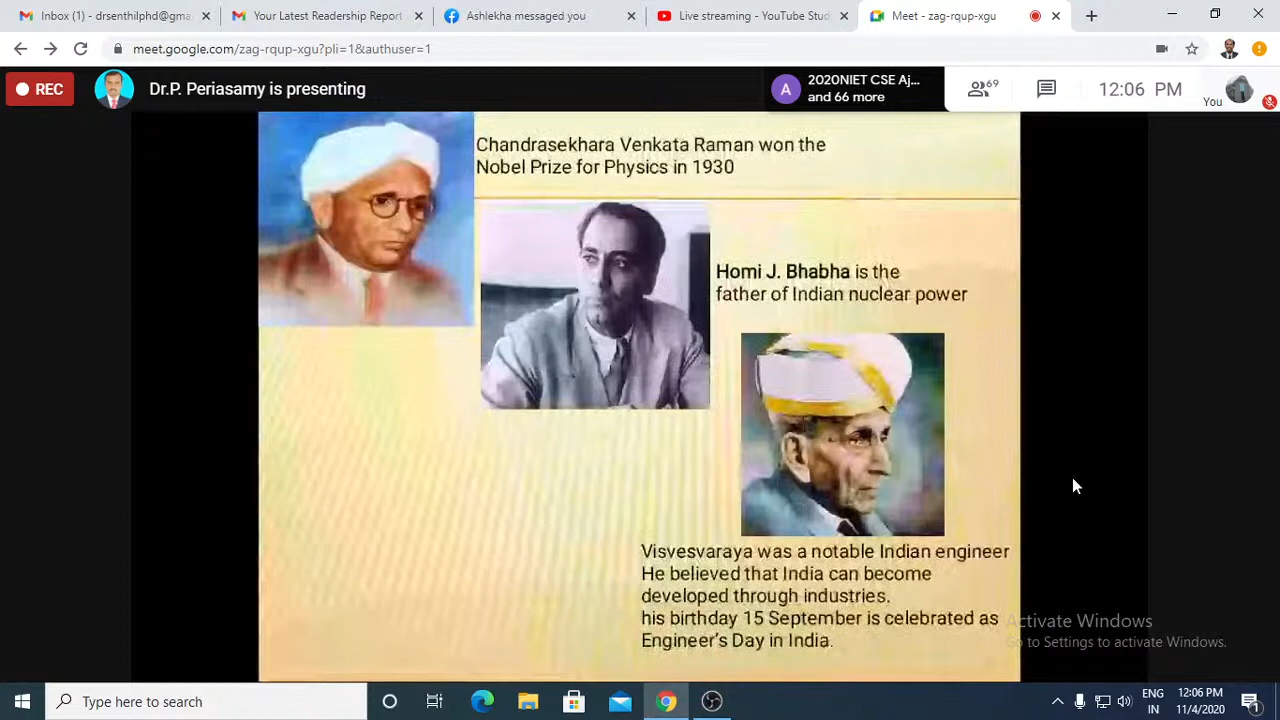 Inbox (1) - drsenthilphd@gma
Your Latest Readership Report
Ashlekha messaged you
Live streaming - YouTube Stud
Meet - zag-rqup-xgu
meet.google.com/zag-rqup-xgu?pli=1&authuser=1
REC
Dr.P. Periasamy is presenting
A
2020NIET CSE Aj...
and 66 more
69
12:06 PM
You
Chandrasekhara Venkata Raman won the
Nobel Prize for Physics in 1930
Homi J. Bhabha is the
father of Indian nuclear power
Visvesvaraya was a notable Indian engineer
He believed that India can become
developed through industries.
his birthday 15 September is celebrated as
Engineer's Day in India.
Activate Windows
Go to Settings to activate Windows.
Type here to search
ENG
IN
12:06 PM
11/4/2020
1